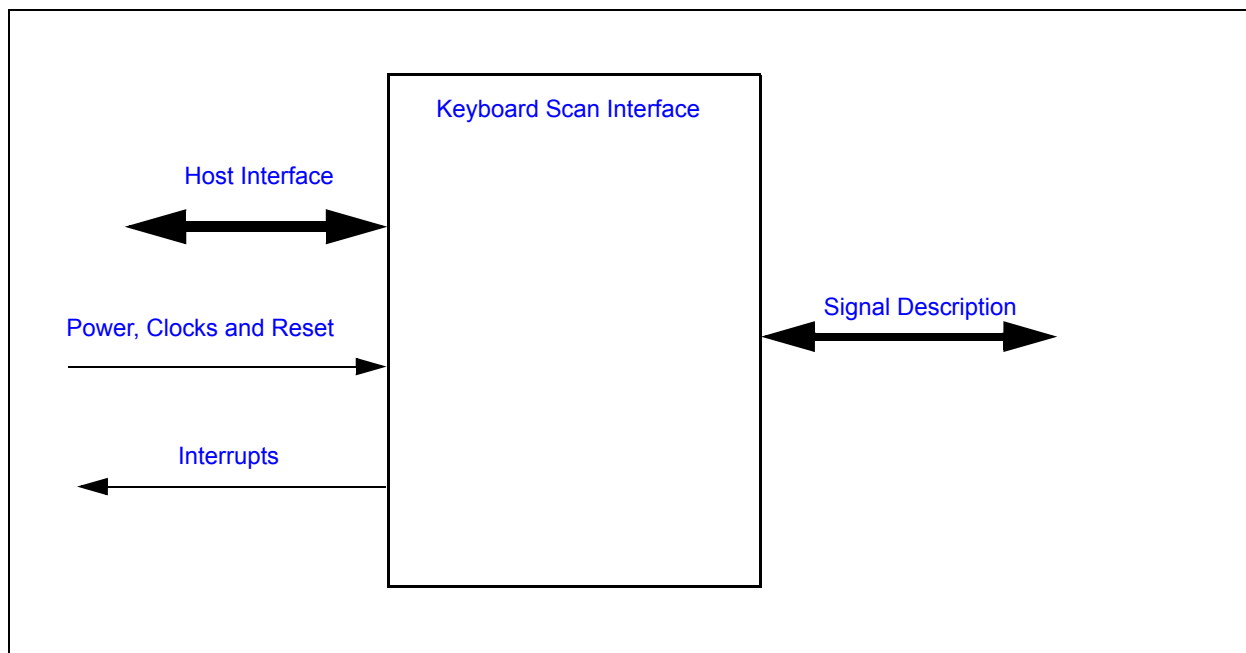 Keyboard Scan Interface
Host Interface
Signal Description
Power, Clocks and Reset
Interrupts